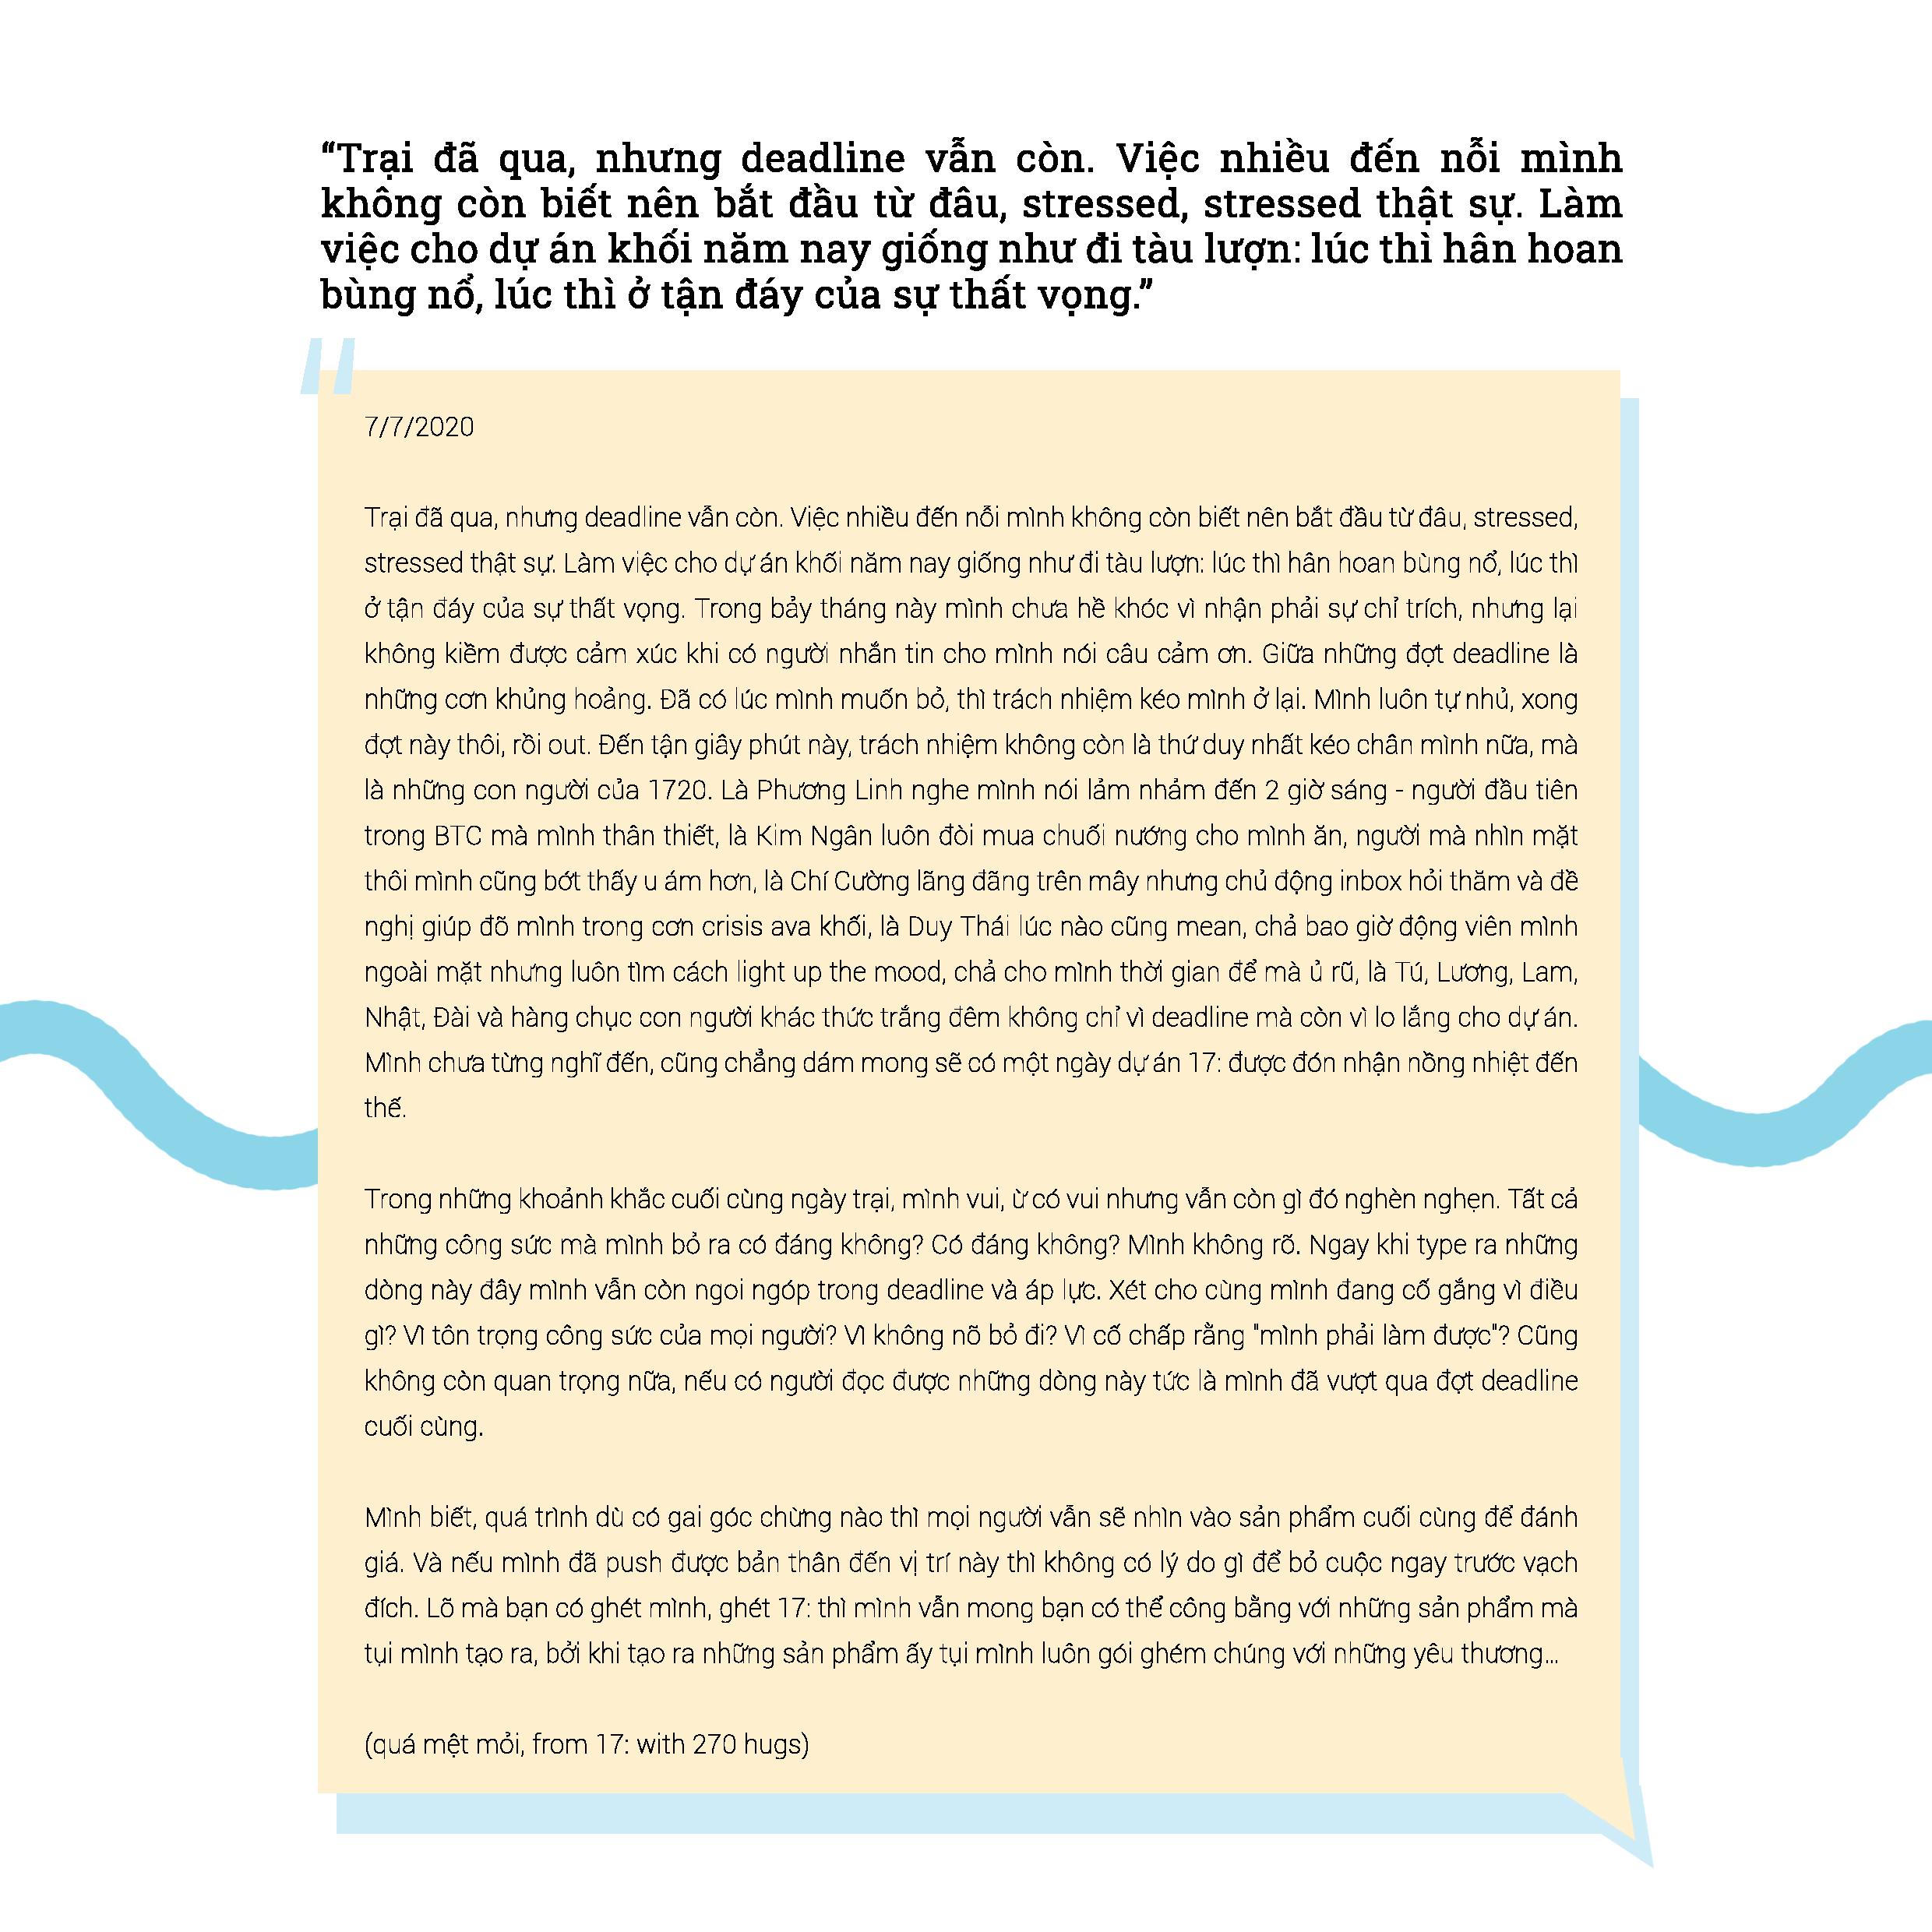 “Trại đã qua, nhưng deadline vẫn còn. Việc nhiều đến nỗi mình
không còn biết nên bắt đầu từ đâu, stressed, stressed thật sự. Làm
việc cho dự án khối năm nay giống như đi tàu lượn: lúc thì hân hoan
bùng nổ, lúc thì ở tận đáy của sự thất vọng.”
7/7/2020
Trại đã qua, nhưng deadline vẫn còn. Việc nhiều đến nỗi mình không còn biết nên bắt đầu từ đâu, stressed,
stressed thật sự. Làm việc cho dự án khối năm nay giống như đi tàu lượn: lúc thì hân hoan bùng nổ, lúc thì
ở tận đáy của sự thất vọng. Trong bảy tháng này mình chưa hề khóc vì nhận phải sự chỉ trích, nhưng lại
không kiềm được cảm xúc khi có người nhắn tin cho mình nói câu cảm ơn. Giữa những đợt deadline là
những cơn khủng hoảng. Đã có lúc mình muốn bỏ, thì trách nhiệm kéo mình ở lại. Mình luôn tự nhủ, xong
đợt này thôi, rồi out. Đến tận giây phút này, trách nhiệm không còn là thứ duy nhất kéo chân mình nữa, mà
là những con người của 1720. Là Phương Linh nghe mình nói lảm nhảm đến 2 giờ sáng - người đầu tiên
trong BTC mà mình thân thiết, là Kim Ngân luôn đòi mua chuối nướng cho mình ăn, người mà nhìn mặt
thôi mình cũng bớt thấy u ám hơn, là Chí Cường lãng đãng trên mây nhưng chủ động inbox hỏi thăm và đề
nghị giúp đỡ mình trong cơn crisis ava khối, là Duy Thái lúc nào cũng mean, chả bao giờ động viên mình
ngoài mặt nhưng luôn tìm cách light up the mood, chả cho mình thời gian để mà ủ rũ, là Tú, Lương, Lam,
Nhật, Đài và hàng chục con người khác thức trắng đêm không chỉ vì deadline mà còn vì lo lắng cho dự án.
Mình chưa từng nghĩ đến, cũng chẳng dám mong sẽ có một ngày dự án 17: được đón nhận nồng nhiệt đến
thế.
Trong những khoảnh khắc cuối cùng ngày trại, mình vui, ừ có vui nhưng vẫn còn gì đó nghèn nghẹn. Tất cả
những công sức mà mình bỏ ra có đáng không? Có đáng không? Mình không rõ. Ngay khi type ra những
dòng này đây mình vẫn còn ngoi ngóp trong deadline và áp lực. Xét cho cùng mình đang cố gắng vì điều
gì? Vì tôn trọng công sức của mọi người? Vì không nỡ bỏ đi? Vì cố chấp rằng "mình phải làm được"? Cũng
không còn quan trọng nữa, nếu có người đọc được những dòng này tức là mình đã vượt qua đợt deadline
cuối cùng.
Mình biết, quá trình dù có gai góc chừng nào thì mọi người vẫn sẽ nhìn vào sản phẩm cuối cùng để đánh
giá. Và nếu mình đã push được bản thân đến vị trí này thì không có lý do gì để bỏ cuộc ngay trước vạch
đích. Lỡ mà bạn có ghét mình, ghét 17: thì mình vẫn mong bạn có thể công bằng với những sản phẩm mà
tụi mình tạo ra, bởi khi tạo ra những sản phẩm ấy tụi mình luôn gói ghém chúng với những yêu thương...
(quá mệt mỏi, from 17: with 270 hugs)